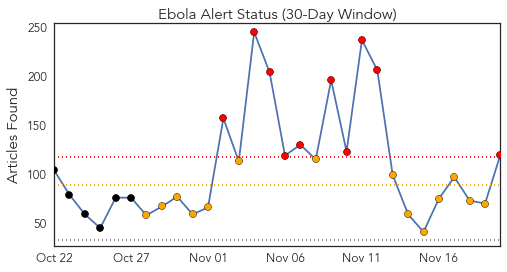 Ebola Alert Status (30-Day Window)
Articles Found
250
200
150
100
50
Oct 22
Oct 27
Nov 01
Nov 06
Nov 11
Nov 16